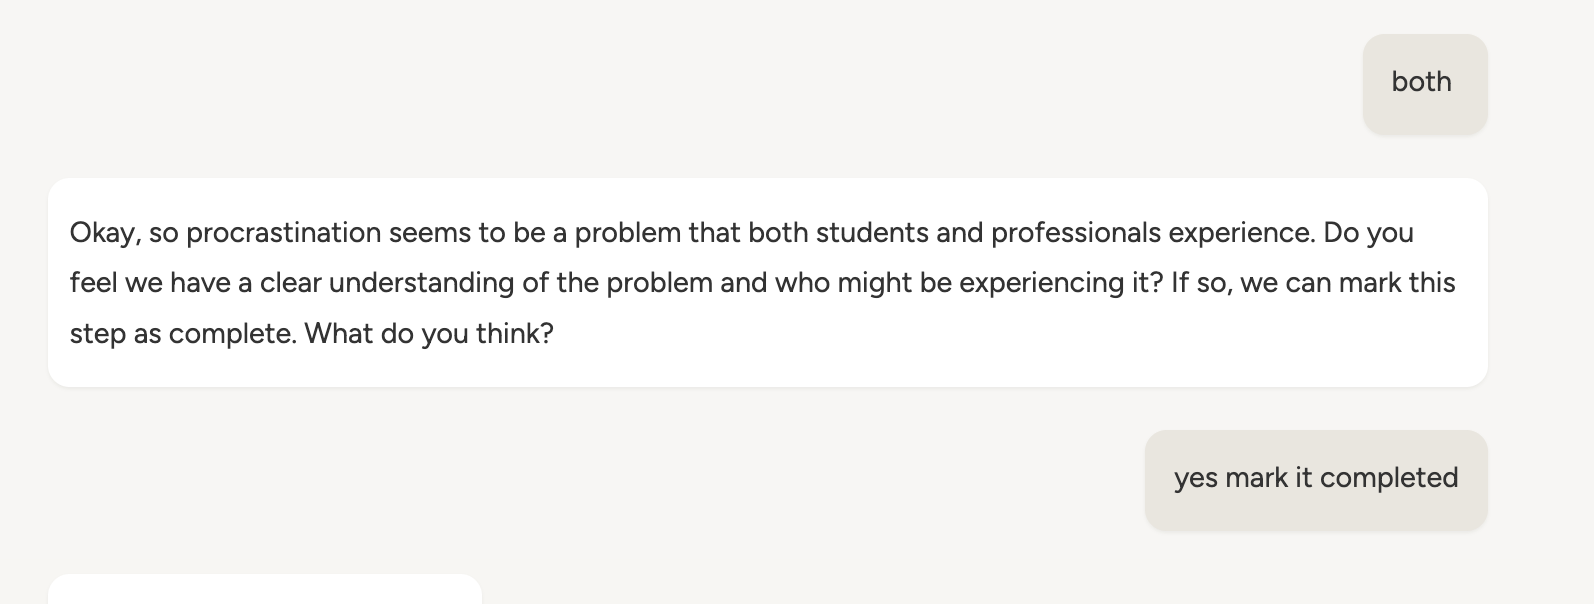 both
Okay, so procrastination seems to be a problem that both students and professionals experience. Do you
feel we have a clear understanding of the problem and who might be experiencing it? If so, we can mark this
step as complete. What do you think?
yes mark it completed